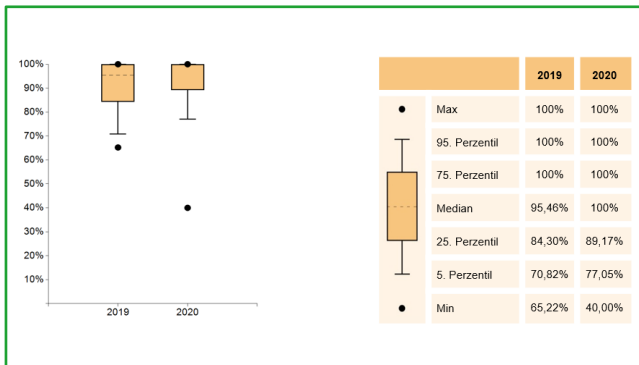 100%
90%
80%
70%
60%
50%
40%
30%
20%
10%
2019 2020
2019 2020
Max 100% 100%
95. Perzentil 100% 100%
75. Perzentil 100% 100%
Median 95,46% 100%
25. Perzentil 84,30% 89,17%
5. Perzentil 70,82% 77,05%
Min 65,22% 40,00%